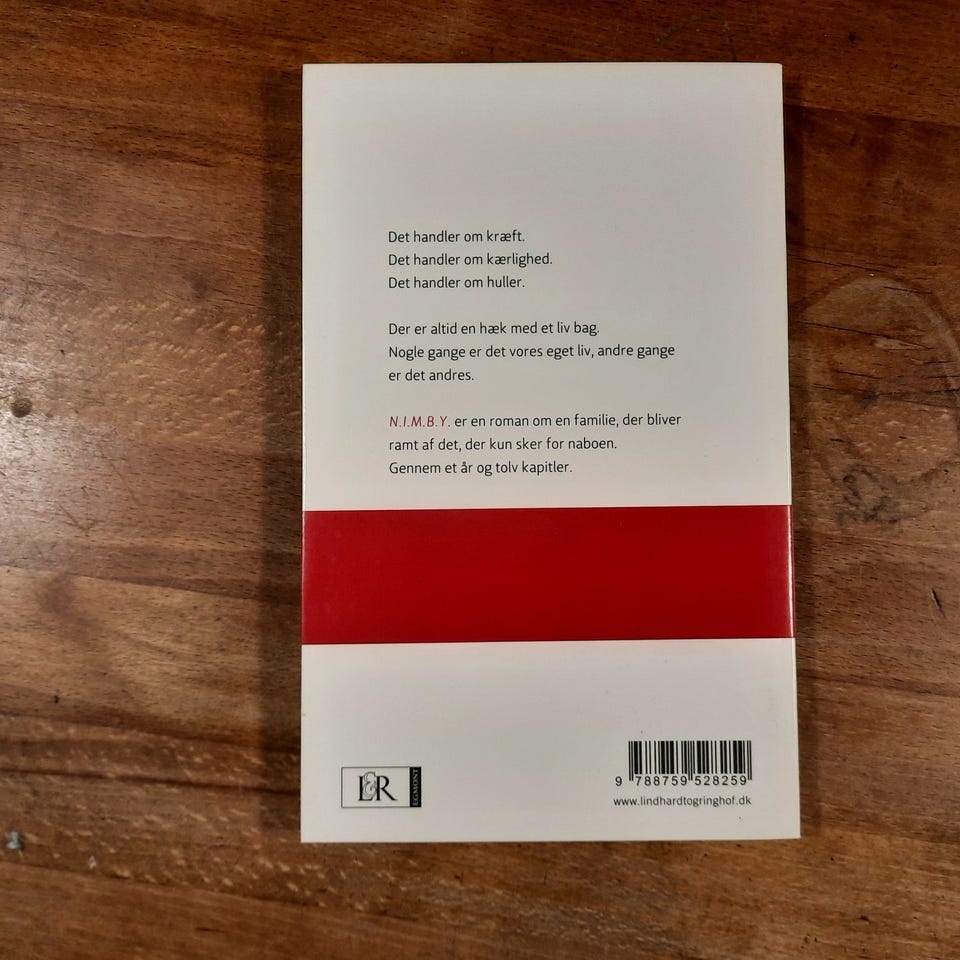 Det handler om kræft.
Det handler om kærlighed.
Det handler om huller.
Der er altid en hæk med et liv bag.
Nogle gange er det vores eget liv, andre gange
er det andres.
N.I.M.B.Y. er en roman om en familie, der bliver
ramt af det, der kun sker for naboen.
Gennem et år og tolv kapitler.
L&R EGMONT
9 788759 528259
www.lindhardtogringhof.dk